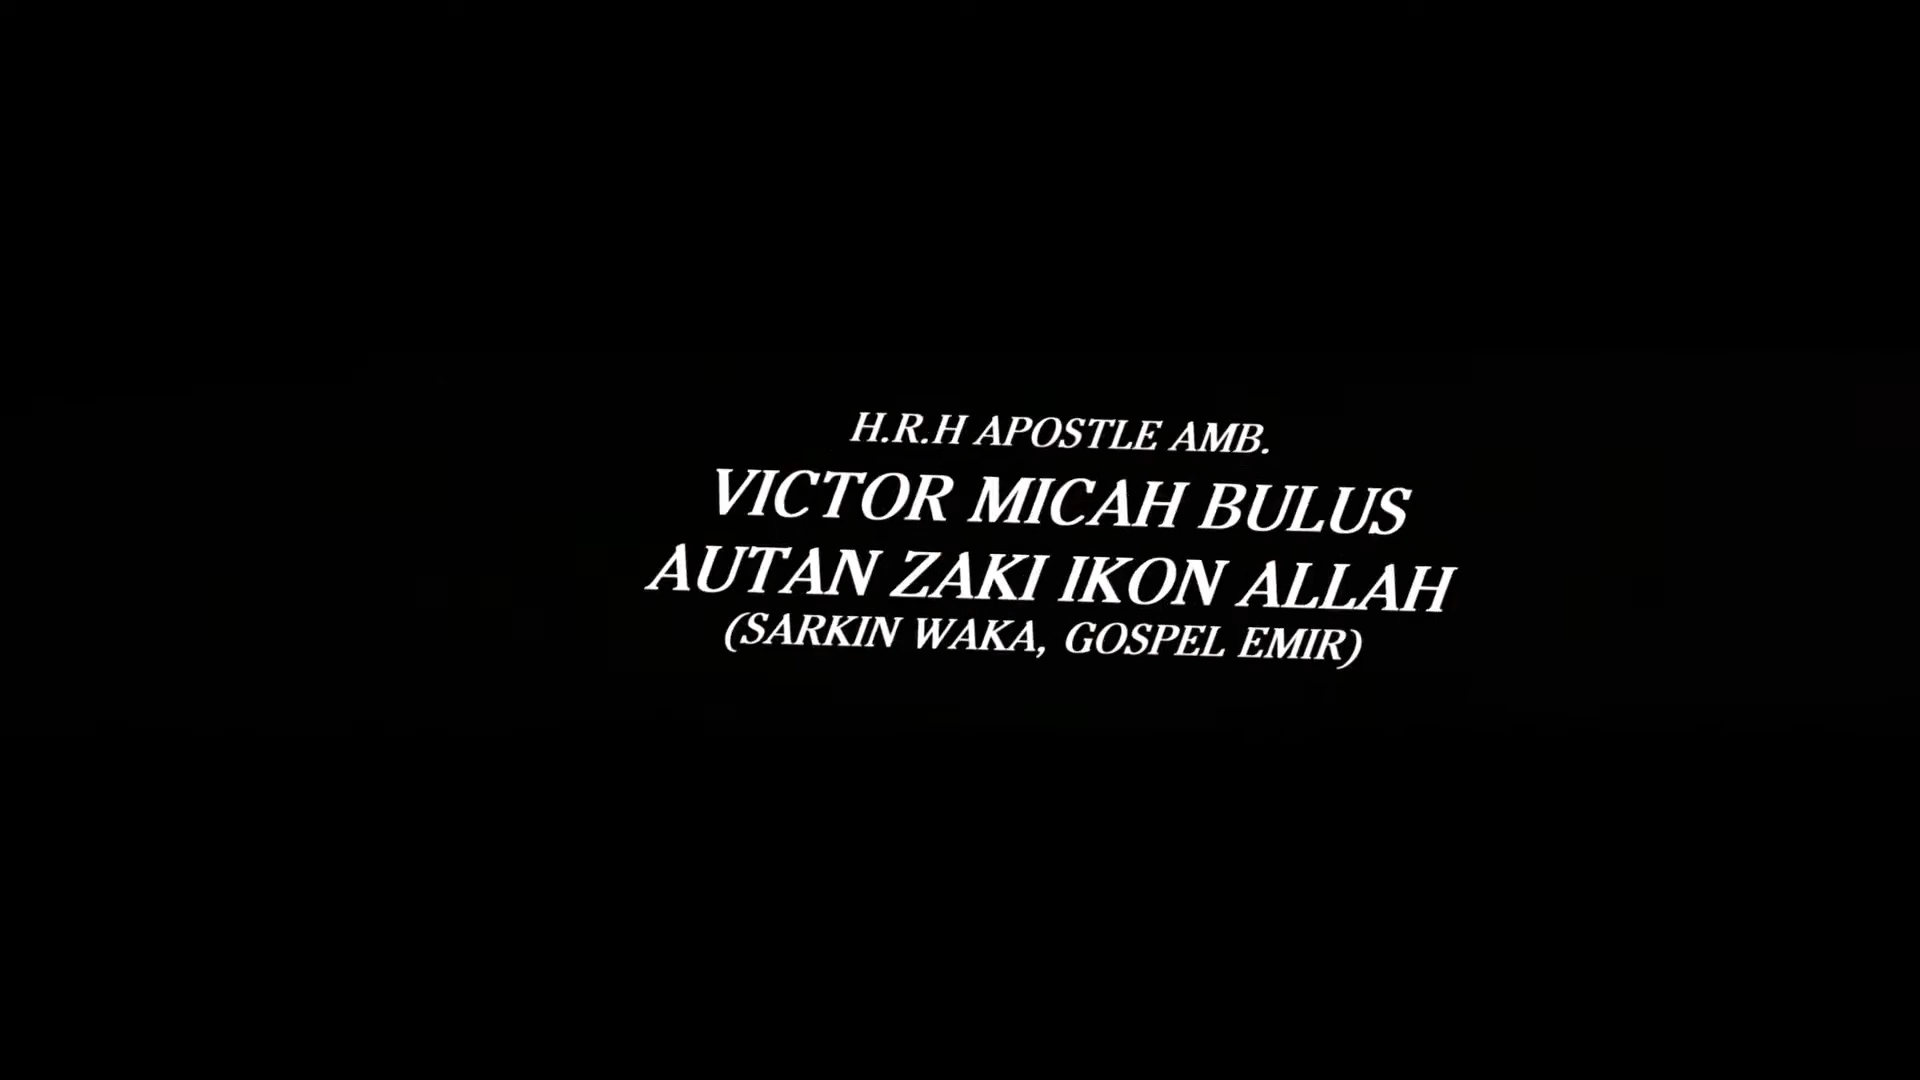 H.R.H APOSTLE AMB.
VICTOR MICAH BULUS
AUTAN ZAKI IKON ALLAH
(SARKIN WAKA, GOSPEL EMIR)